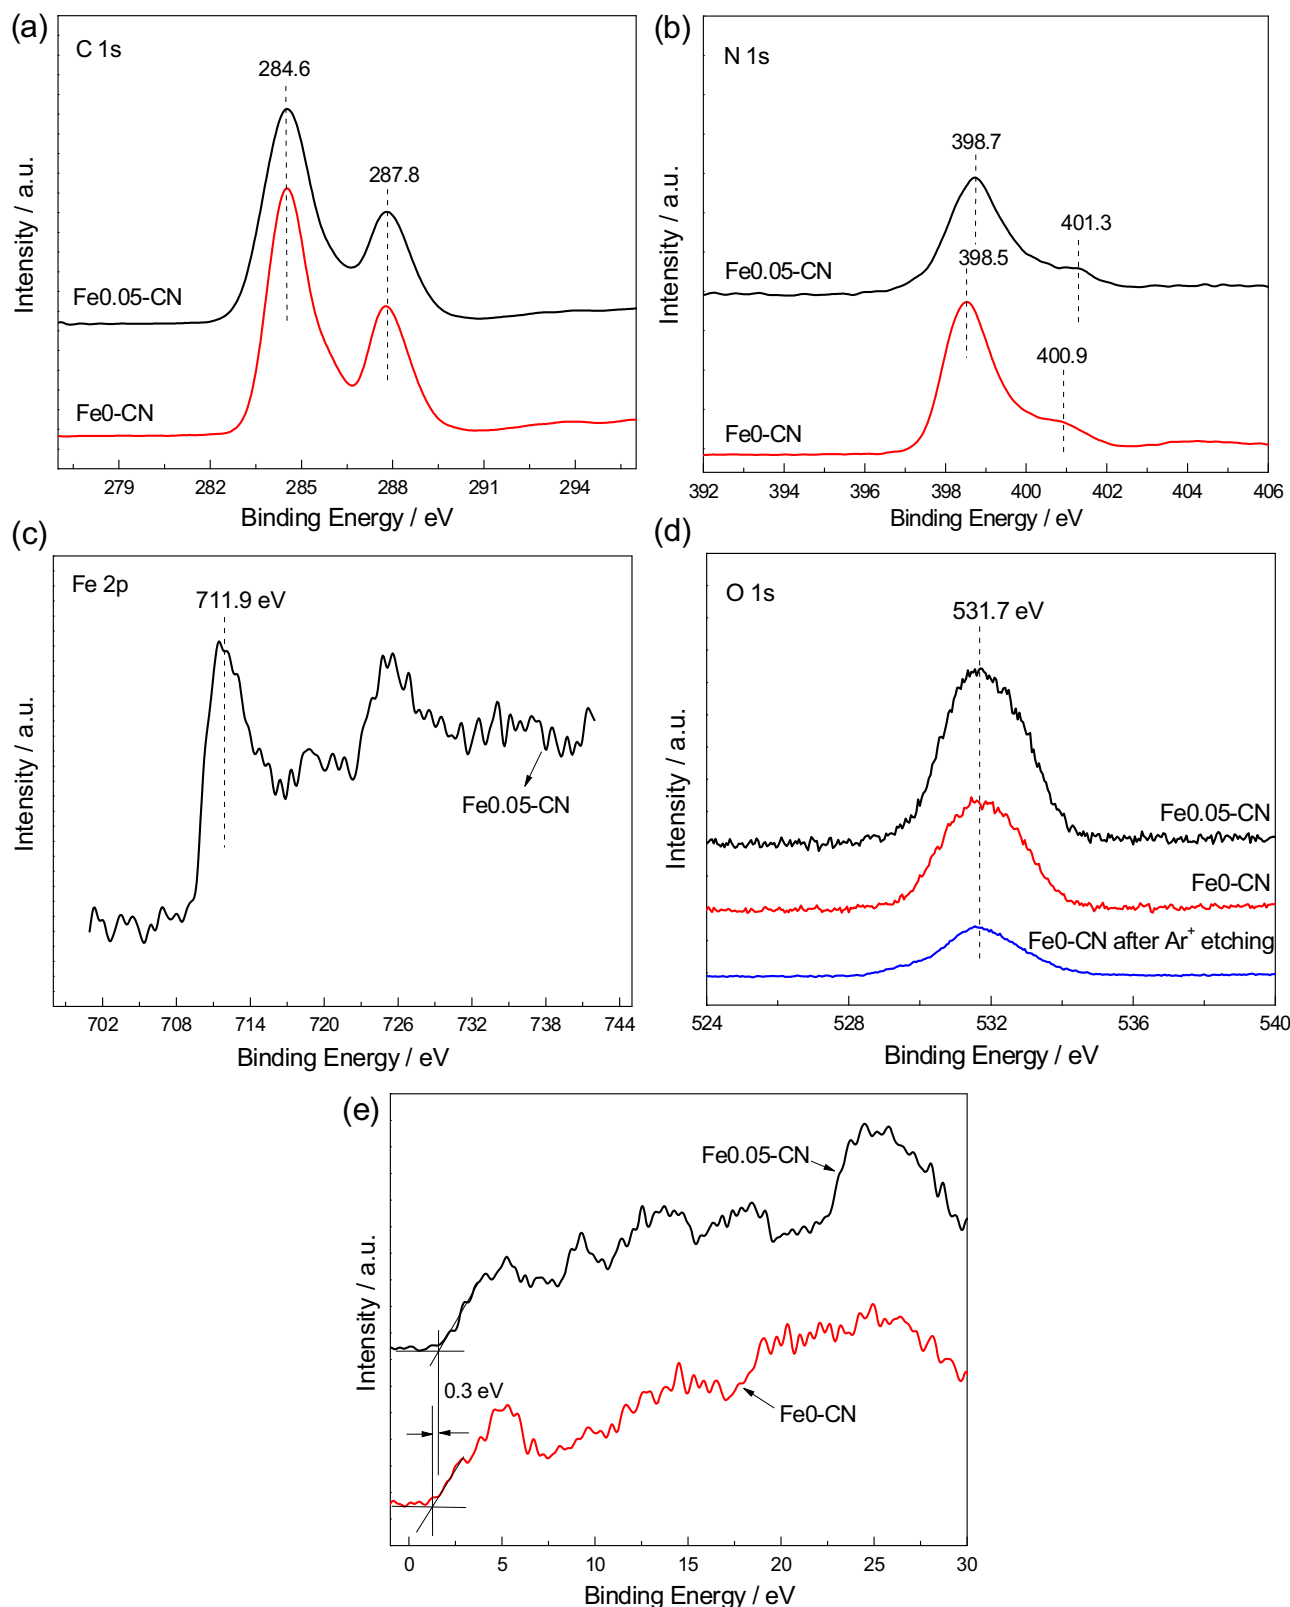 (a)
C 1s
284.6
287.8
Fe0.05-CN
Fe0-CN
Intensity / a.u.
279 282 285 288 291 294
Binding Energy / eV
(b)
N 1s
398.7
401.3
Fe0.05-CN
398.5
400.9
Fe0-CN
Intensity / a.u.
392 394 396 398 400 402 404 406
Binding Energy / eV
(c)
Fe 2p
711.9 eV
Fe0.05-CN
Intensity / a.u.
702 708 714 720 726 732 738 744
Binding Energy / eV
(d)
O 1s
531.7 eV
Fe0.05-CN
Fe0-CN
Fe0-CN after Ar⁺ etching
Intensity / a.u.
524 528 532 536 540
Binding Energy / eV
(e)
Fe0.05-CN
0.3 eV
Fe0-CN
Intensity / a.u.
0 5 10 15 20 25 30
Binding Energy / eV